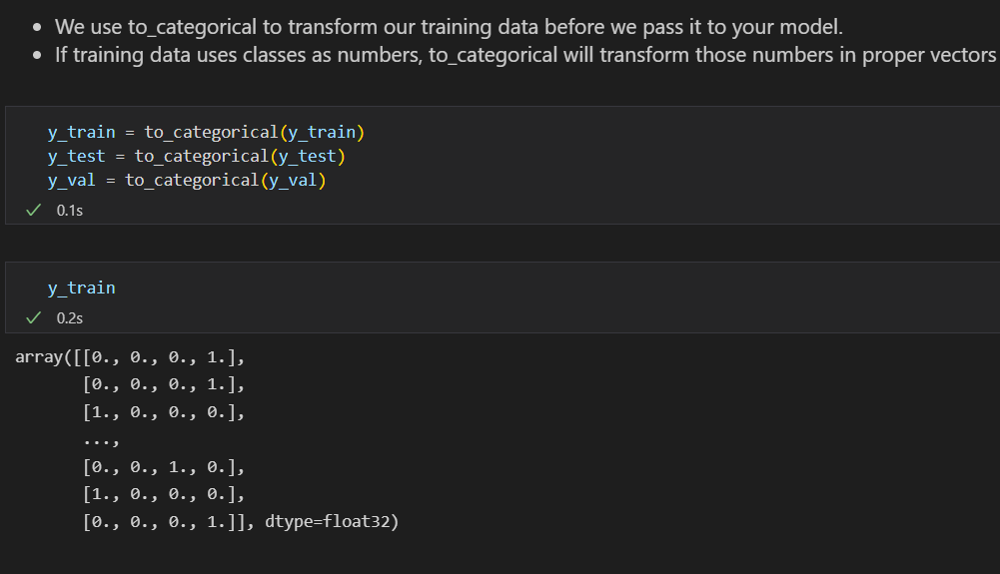 • We use to_categorical to transform our training data before we pass it to your model.
• If training data uses classes as numbers, to_categorical will transform those numbers in proper vectors
y_train = to_categorical(y_train)
y_test = to_categorical(y_test)
y_val = to_categorical(y_val)
✓ 0.1s
y_train
✓ 0.2s
array([[0., 0., 0., 1.],
       [0., 0., 0., 1.],
       [1., 0., 0., 0.],
       ...,
       [0., 0., 1., 0.],
       [1., 0., 0., 0.],
       [0., 0., 0., 1.]], dtype=float32)